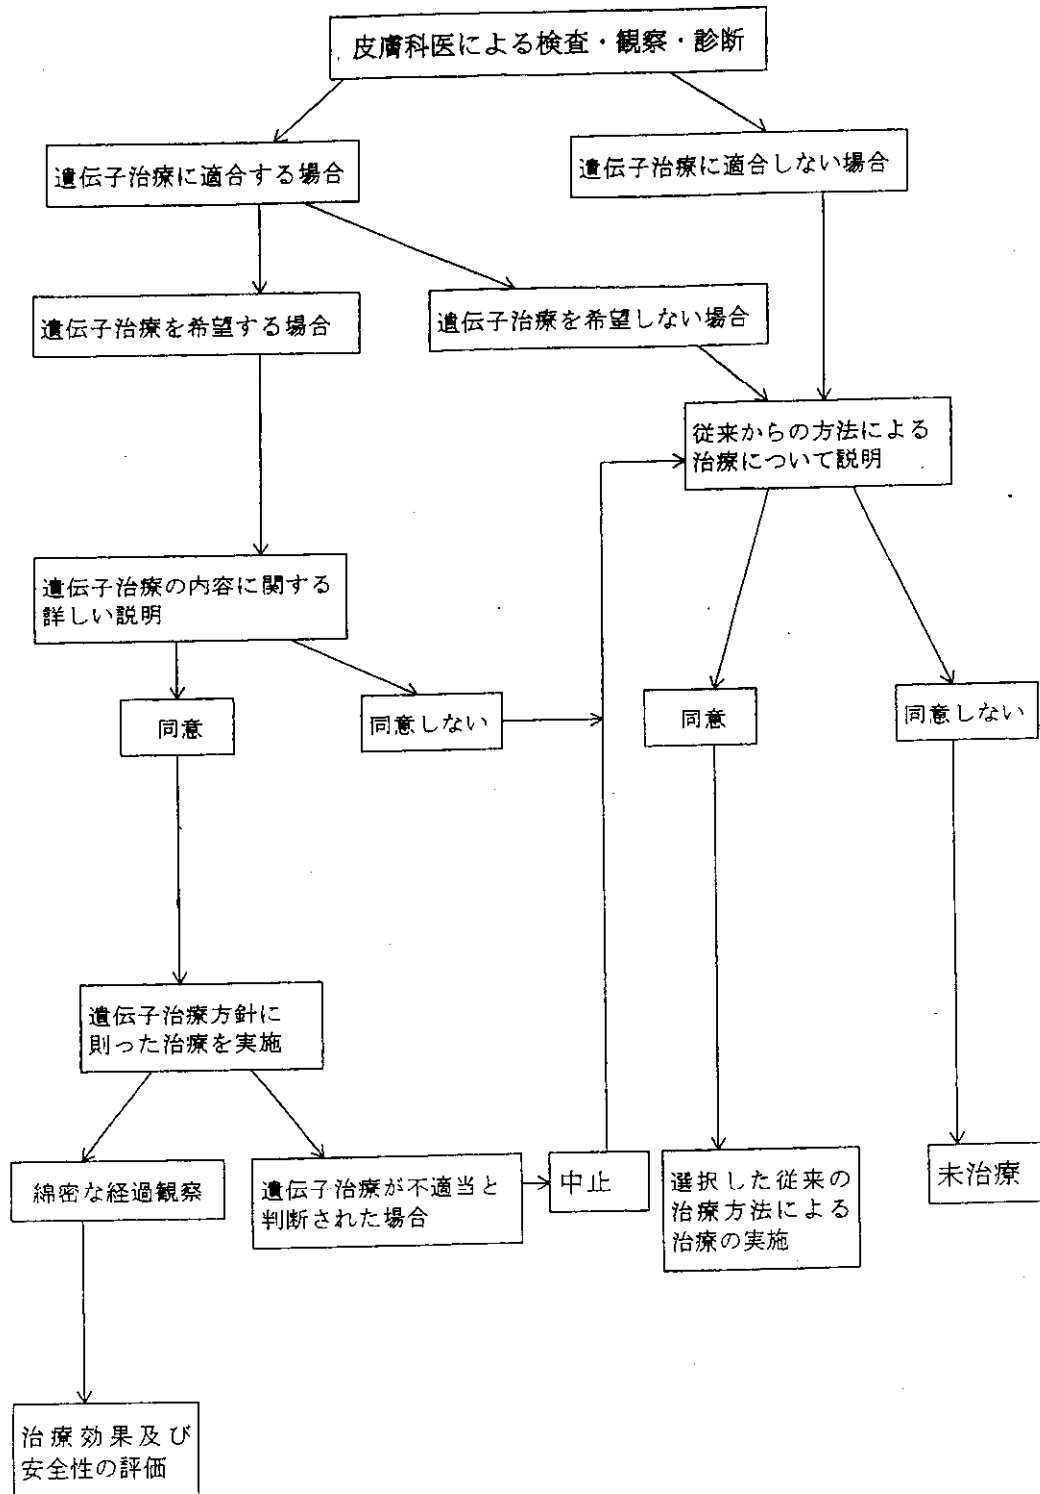 皮膚科医による検査・観察・診断
遺伝子治療に適合する場合
遺伝子治療に適合しない場合
遺伝子治療を希望する場合
遺伝子治療を希望しない場合
従来からの方法による
治療について説明
遺伝子治療の内容に関する
詳しい説明
同意
同意しない
同意
同意しない
遺伝子治療方針に
則った治療を実施
綿密な経過観察
遺伝子治療が不適当と
判断された場合
中止
選択した従来の
治療方法による
治療の実施
未治療
治療効果及び
安全性の評価